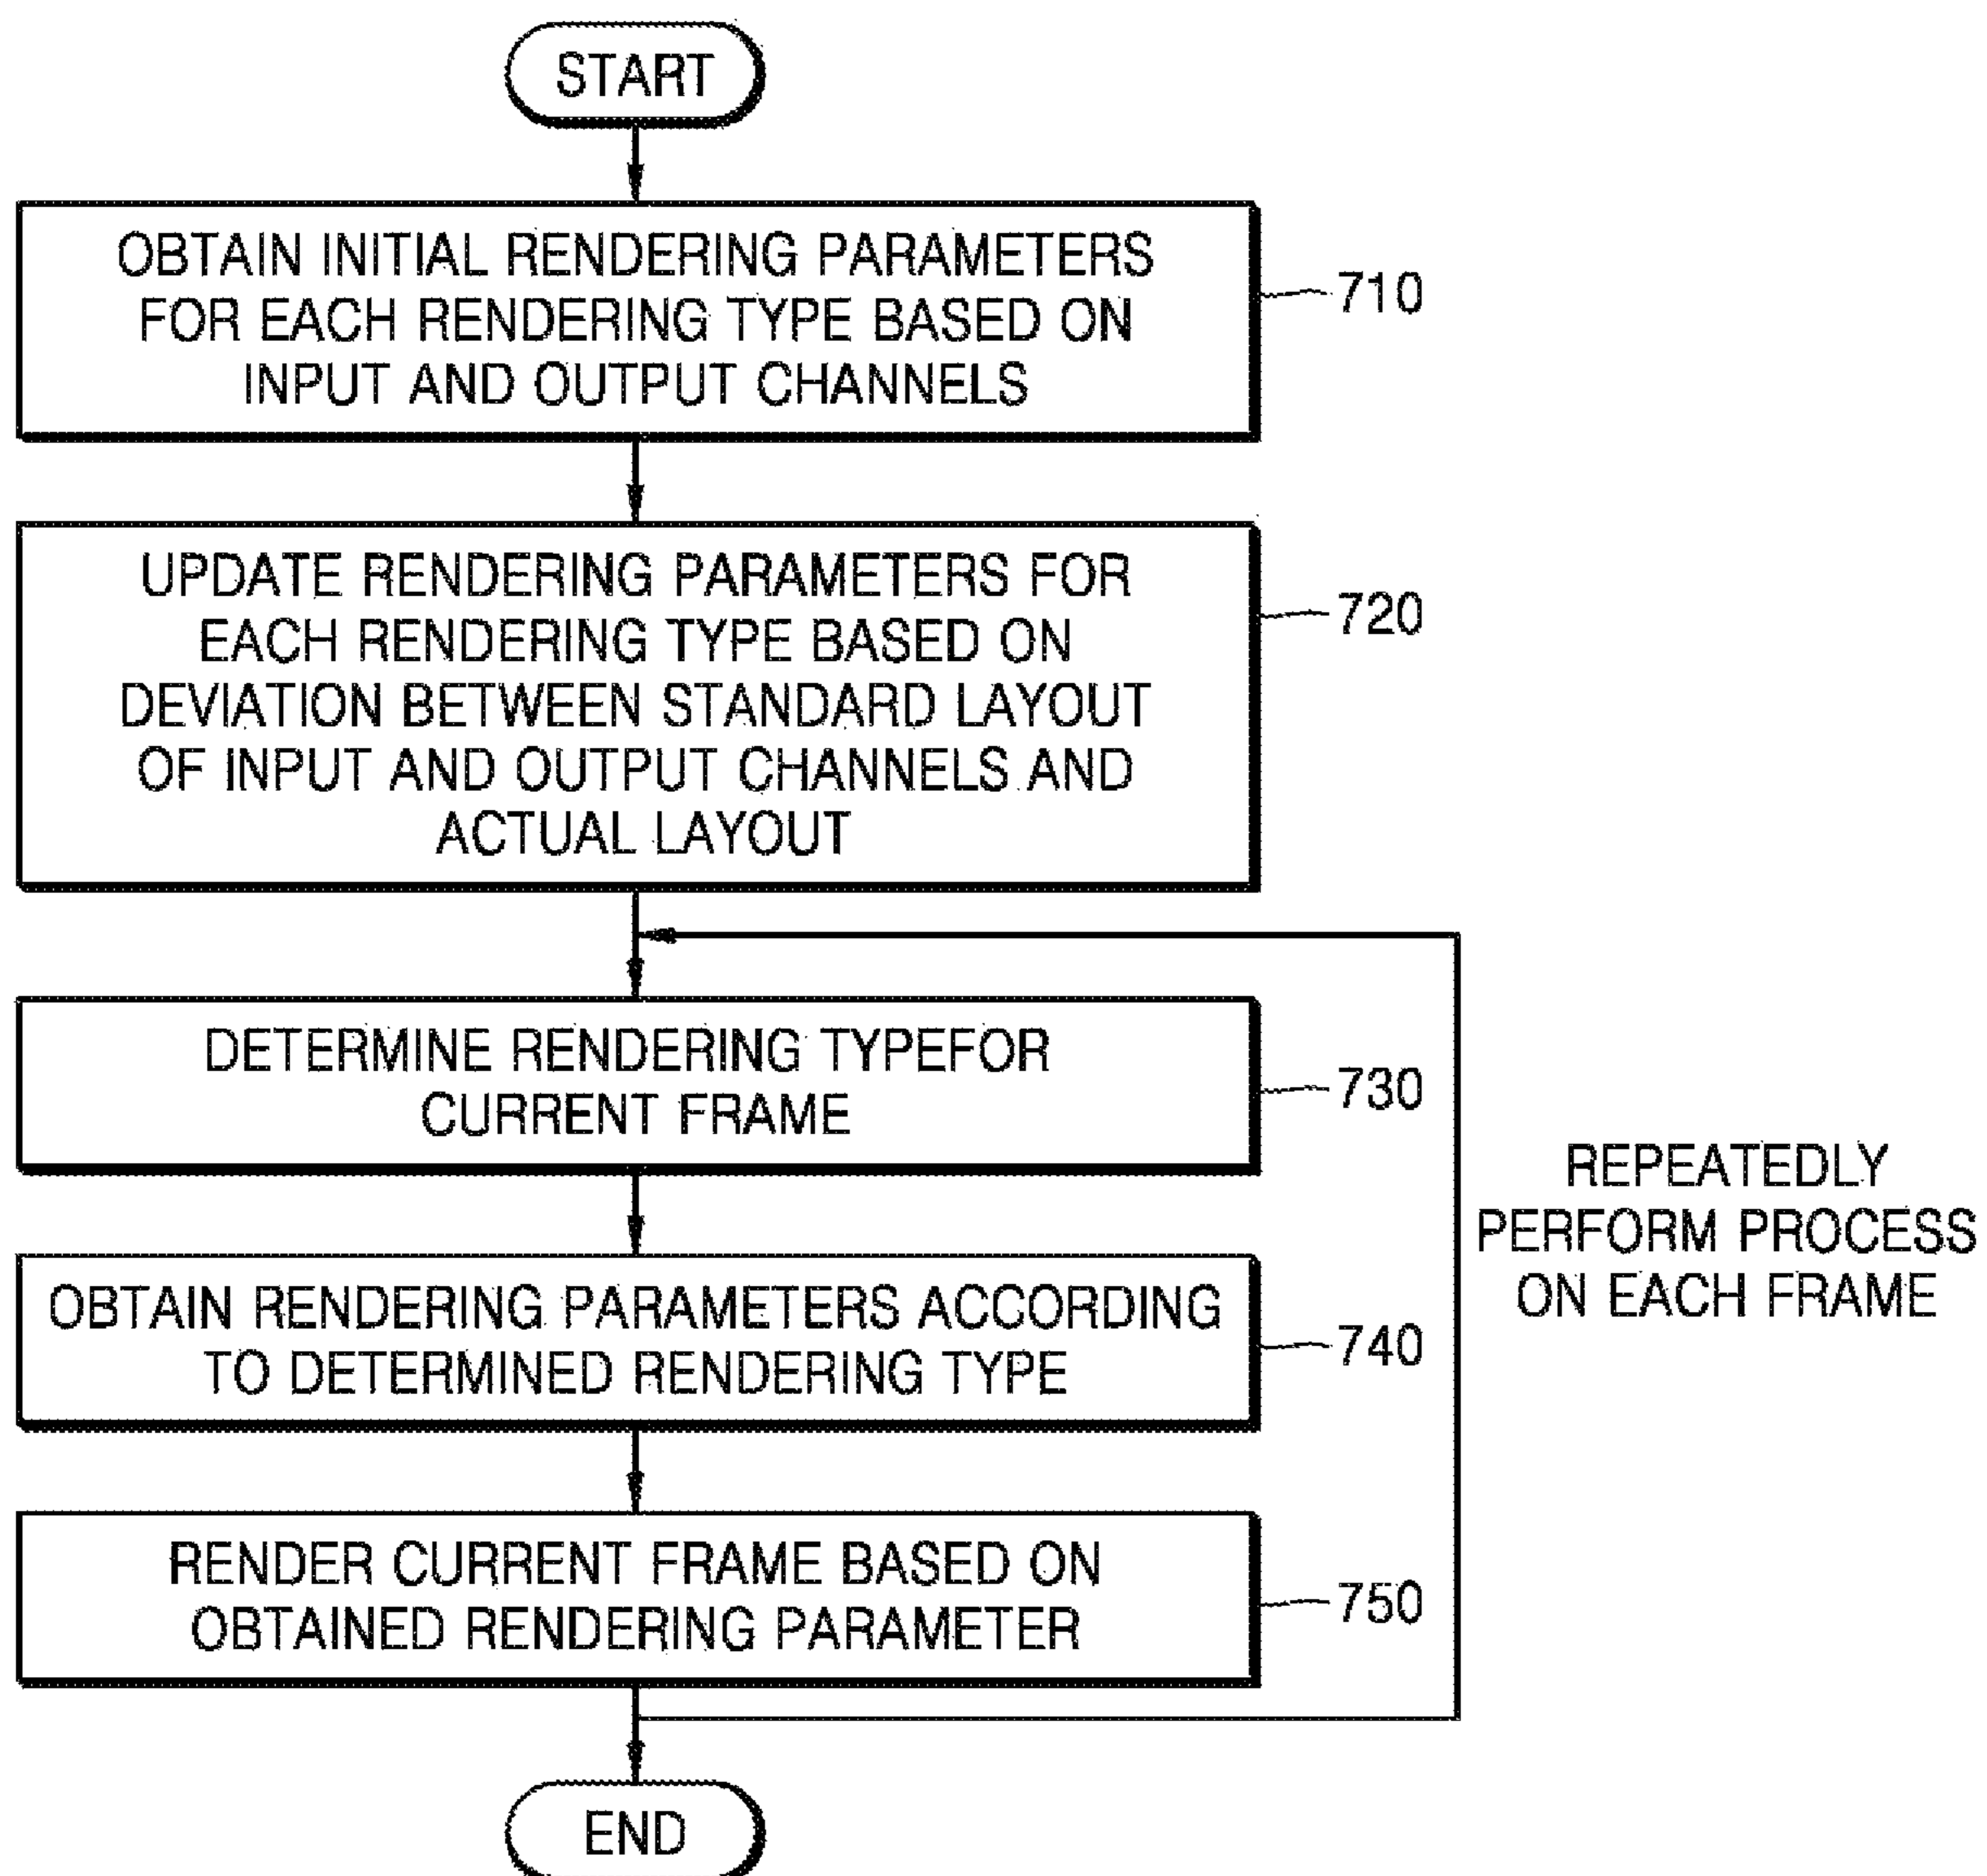 START
OBTAIN INITIAL RENDERING PARAMETERS
FOR EACH RENDERING TYPE BASED ON
INPUT AND OUTPUT CHANNELS
710
UPDATE RENDERING PARAMETERS FOR
EACH RENDERING TYPE BASED ON
DEVIATION BETWEEN STANDARD LAYOUT
OF INPUT AND OUTPUT CHANNELS AND
ACTUAL LAYOUT
720
DETERMINE RENDERING TYPEFOR
CURRENT FRAME
730
REPEATEDLY
PERFORM PROCESS
ON EACH FRAME
OBTAIN RENDERING PARAMETERS ACCORDING
TO DETERMINED RENDERING TYPE
740
RENDER CURRENT FRAME BASED ON
OBTAINED RENDERING PARAMETER
750
END